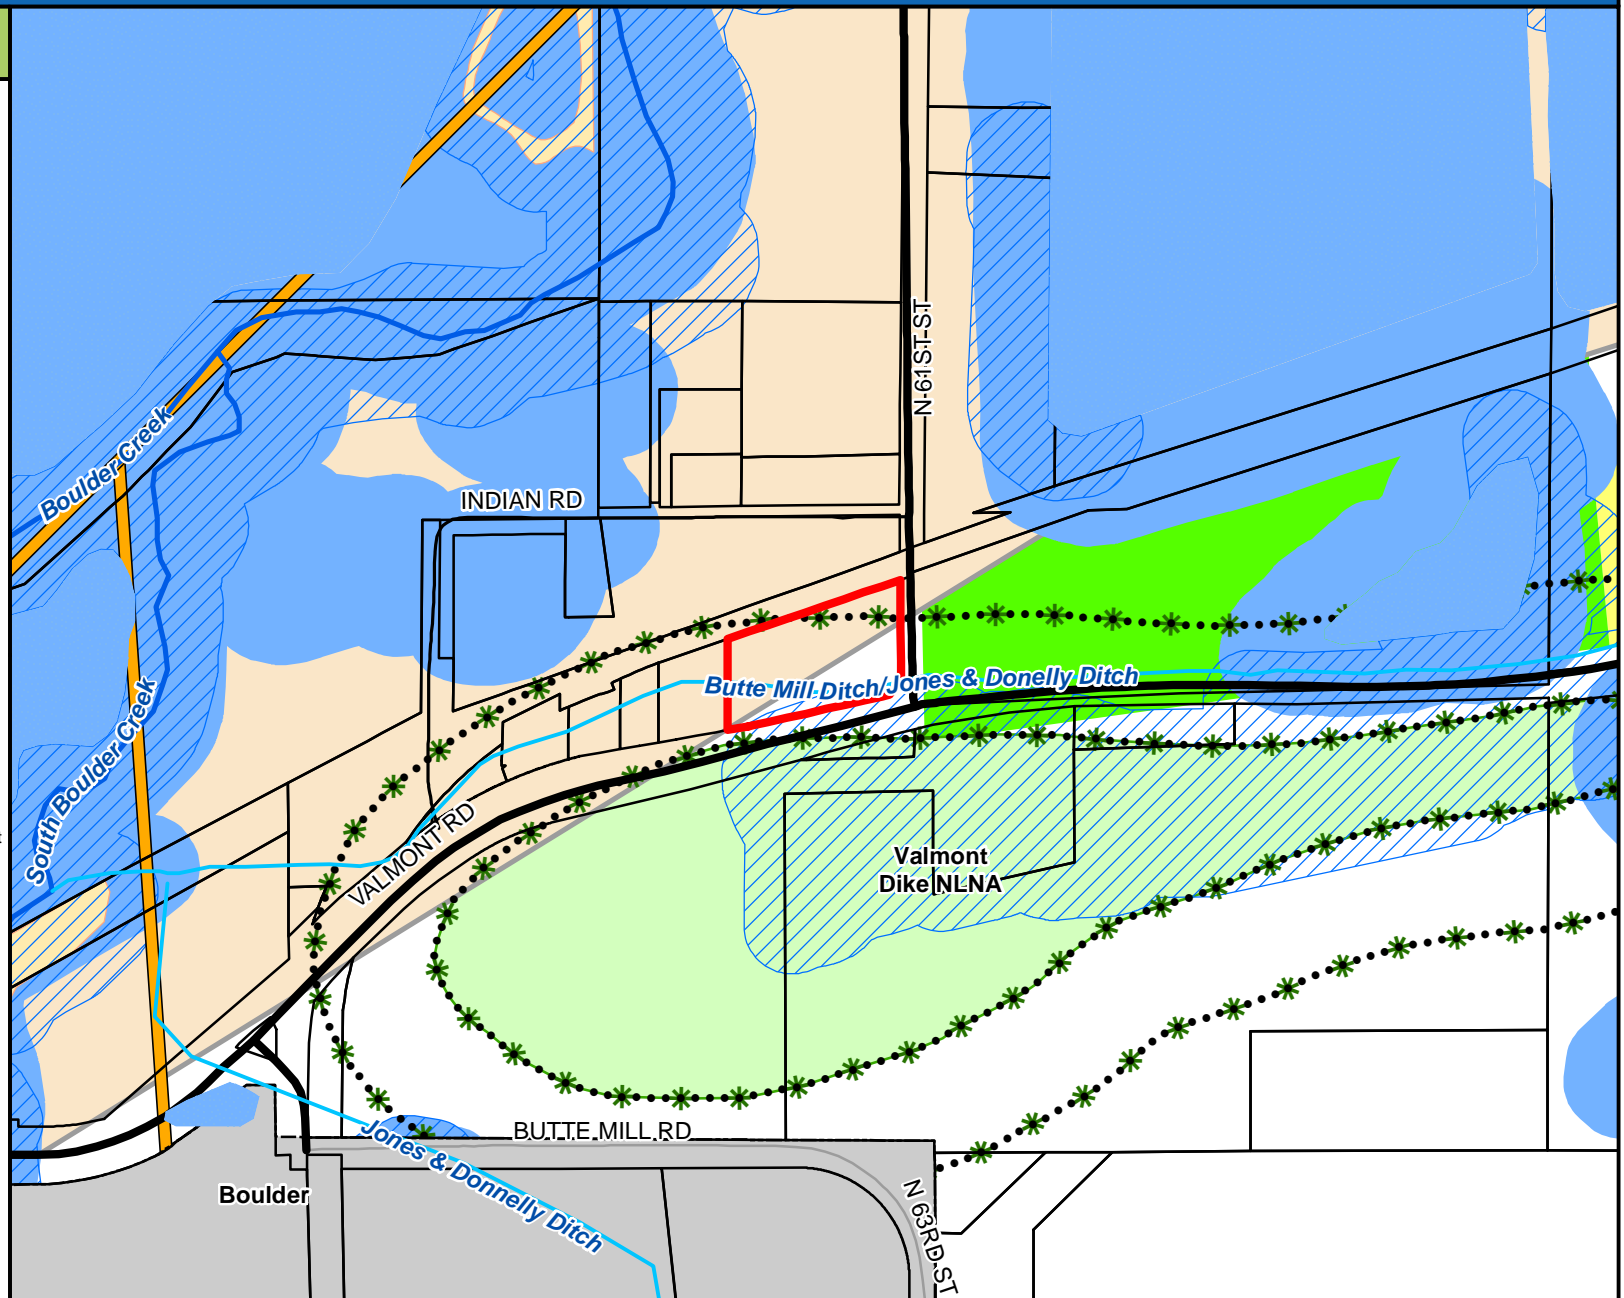 N 61ST ST
Boulder Creek
INDIAN RD
Butte Mill Ditch/Jones & Donelly Ditch
South Boulder Creek
VALMONT RD
Valmont
Dike NLNA
BUTTE MILL RD
Jones & Donnelly Ditch
Boulder
N 63RD ST